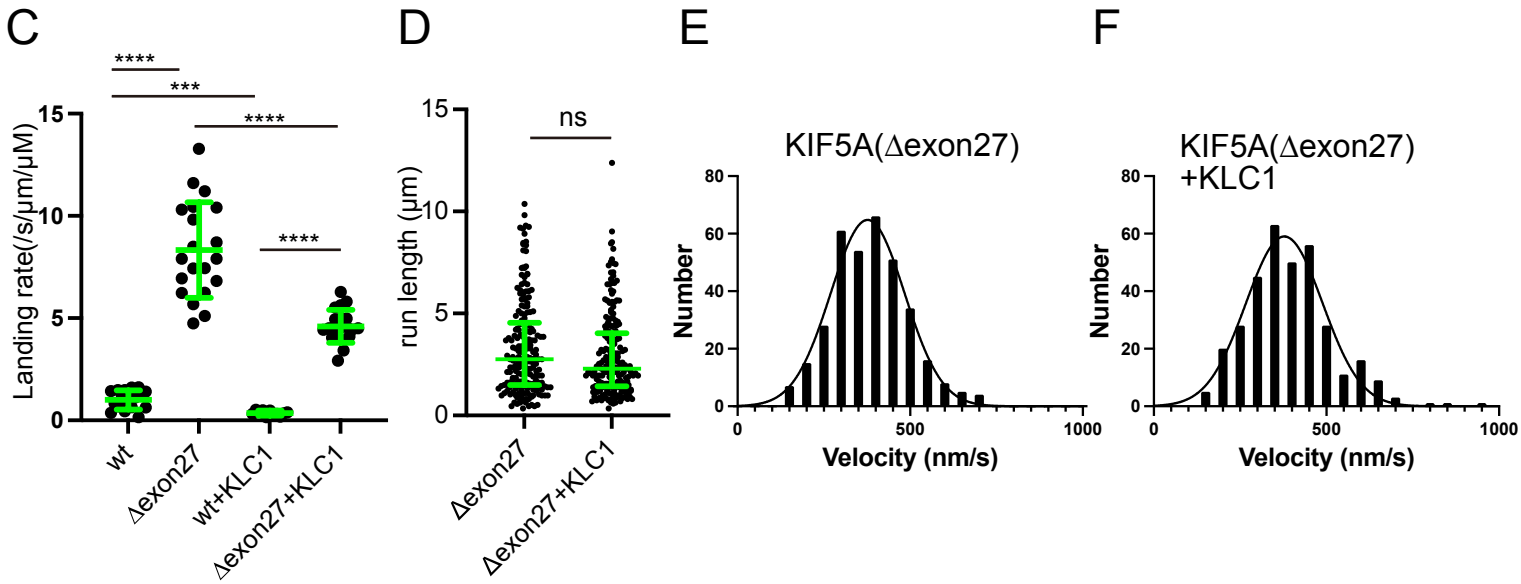 C
****
***
****
****
Landing rate(/s/μm/μM)
15
10
5
0
wt
Δexon27
wt+KLC1
Δexon27+KLC1
D
ns
run length (μm)
15
10
5
0
Δexon27
Δexon27+KLC1
E
KIF5A(Δexon27)
Number
80
60
40
20
0
0
500
1000
Velocity (nm/s)
F
KIF5A(Δexon27)
+KLC1
Number
80
60
40
20
0
0
500
1000
Velocity (nm/s)